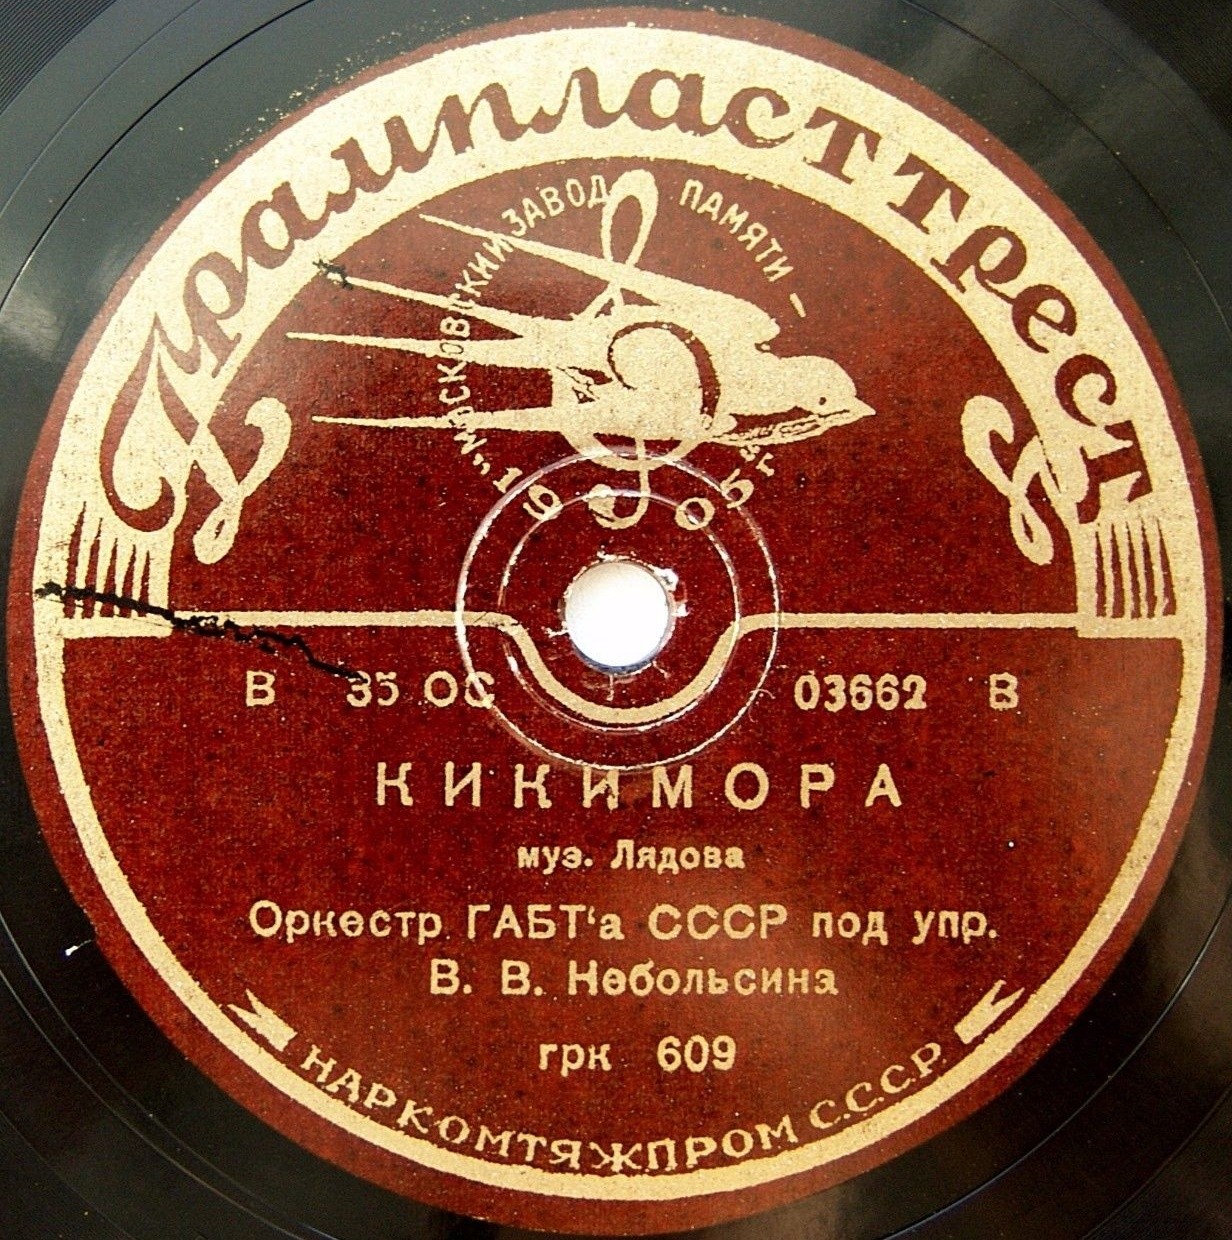 Грампласттрест
„МОСКОВСКИЙ ЗАВОД ПАМЯТИ –
1905 г."
В 35 ОС 03662 В
КИКИМОРА
муз. Лядова
Оркестр ГАБТ‘а СССР под упр.
В. В. Небольсина
грк 609
НАРКОМТЯЖПРОМ С.С.С.Р.